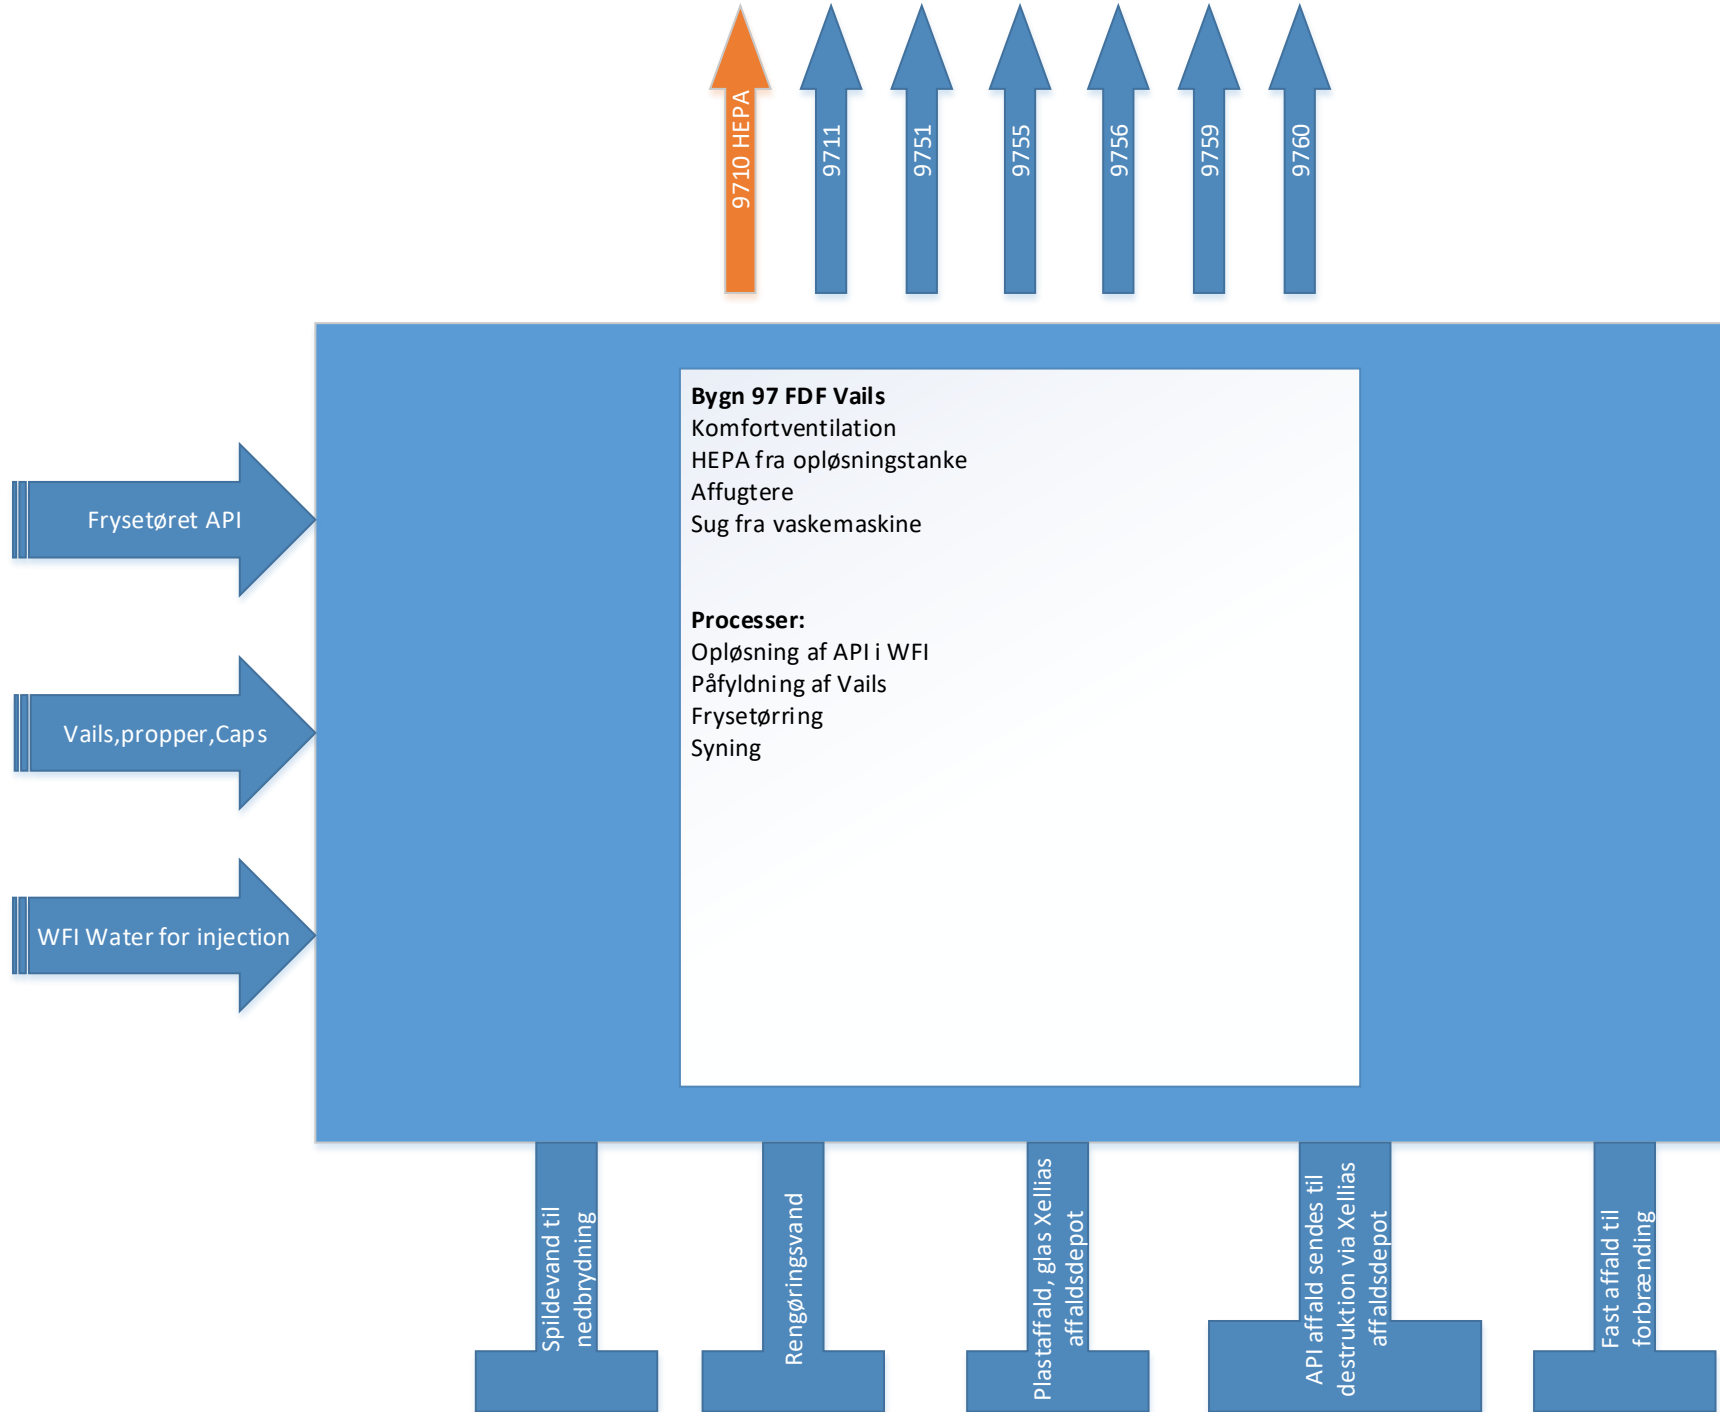 9710 HEPA
9711
9751
9755
9756
9759
9760
Bygn 97 FDF Vails
Komfortventilation
HEPA fra opløsningstanke
Affugtere
Sug fra vaskemaskine
Processer:
Opløsning af API i WFI
Påfyldning af Vails
Frysetørring
Syning
Frysetøret API
Vails,propper,Caps
WFI Water for injection
Spildevand til
nedbrydning
Rengøringsvand
Plastaffald, glas Xellias
affaldsdepot
API affald sendes til
destruktion via Xellias
affaldsdepot
Fast affald til
forbrænding